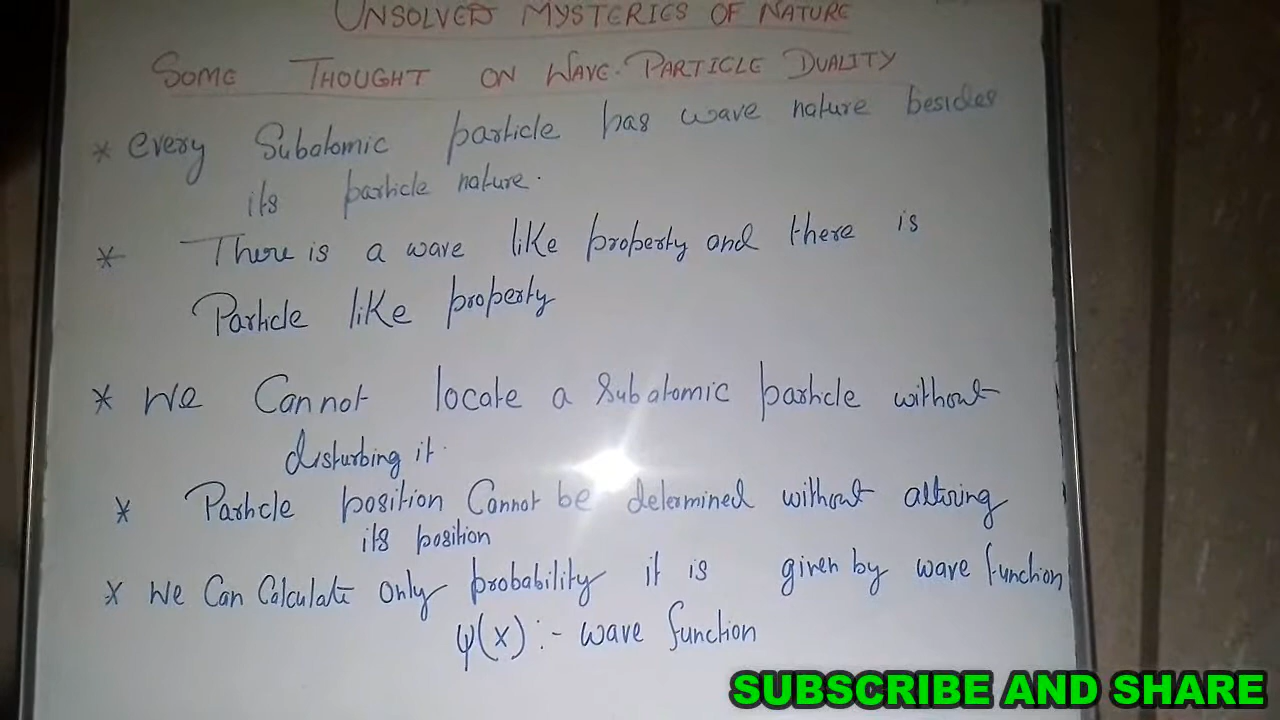 UNSOLVED MYSTERIES OF NATURE
SOME THOUGHT ON WAVE-PARTICLE DUALITY
* every Subatomic particle has wave nature besides
its particle nature.
* There is a wave like property and there is
Particle like property
* We Cannot locate a Subatomic particle without
disturbing it.
* Particle position Cannot be determined without altering
its position
* We Can Calculate Only probability it is given by wave function
ψ(x) :- wave function
SUBSCRIBE AND SHARE